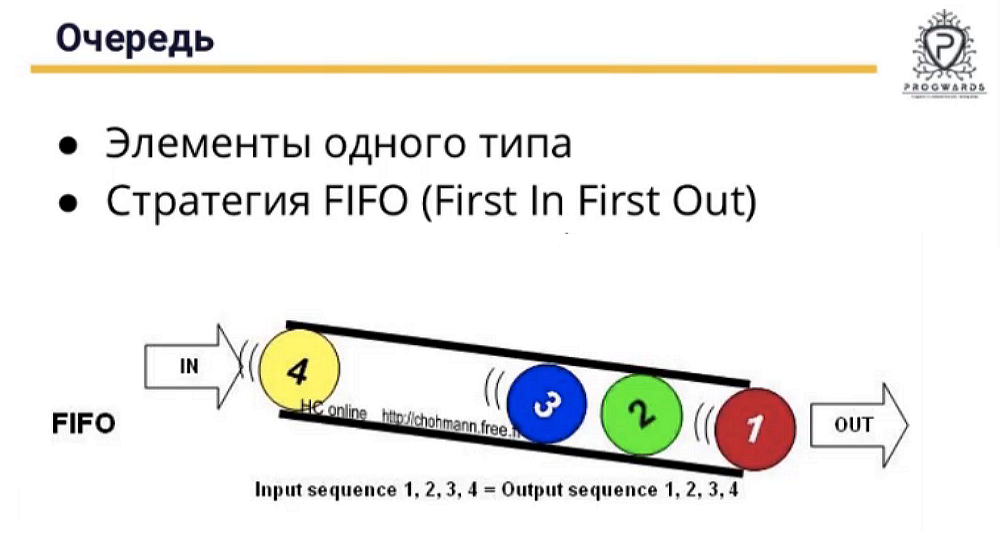 Очередь
PROGWARDS
● Элементы одного типа
● Стратегия FIFO (First In First Out)
IN
4
3
2
1
OUT
HC online http://chohmann.free.f
FIFO
Input sequence 1, 2, 3, 4 = Output sequence 1, 2, 3, 4